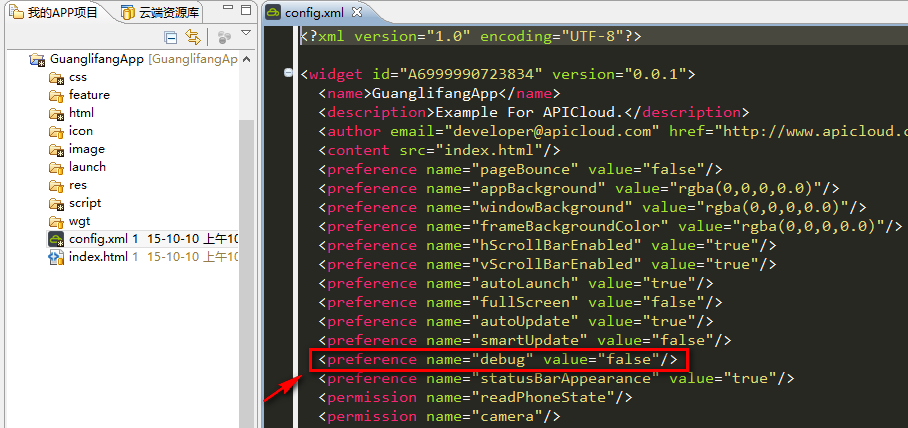 我的APP项目
云端资源库
GuanglifangApp [GuanglifangAp
css
feature
html
icon
image
launch
res
script
wgt
config.xml 1 15-10-10 上午10
index.html 1 15-10-10 上午10
config.xml
<?xml version="1.0" encoding="UTF-8"?>
<widget id="A6999990723834" version="0.0.1">
<name>GuanglifangApp</name>
<description>Example For APICloud.</description>
<author email="developer@apicloud.com" href="http://www.apicloud.c
<content src="index.html"/>
<preference name="pageBounce" value="false"/>
<preference name="appBackground" value="rgba(0,0,0,0.0)"/>
<preference name="windowBackground" value="rgba(0,0,0,0.0)"/>
<preference name="frameBackgroundColor" value="rgba(0,0,0,0.0)"/>
<preference name="hScrollBarEnabled" value="true"/>
<preference name="vScrollBarEnabled" value="true"/>
<preference name="autoLaunch" value="true"/>
<preference name="fullScreen" value="false"/>
<preference name="autoUpdate" value="true"/>
<preference name="smartUpdate" value="false"/>
<preference name="debug" value="false"/>
<preference name="statusBarAppearance" value="true"/>
<permission name="readPhoneState"/>
<permission name="camera"/>